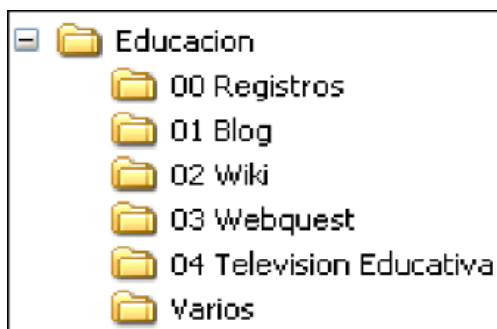 Educacion
00 Registros
01 Blog
02 Wiki
03 Webquest
04 Television Educativa
Varios